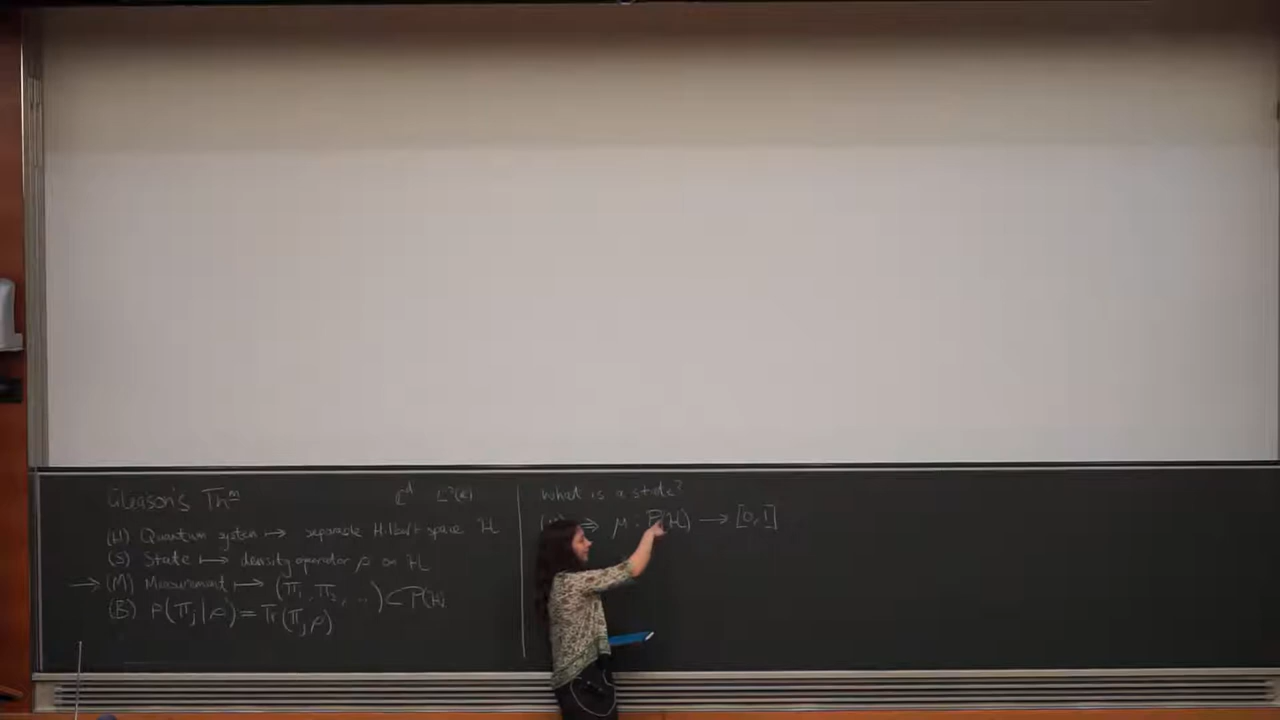 Gleason's Thᵐ ℂᵈ L²(ℝ)
(H) Quantum system ↦ separable Hilbert space ℋ
(S) State ↦ density operator ρ on ℋ
→ (M) Measurement ↦ (Π₁, Π₂, ...) ⊂ P(ℋ)
(B) P(Πⱼ|ρ) = Tr(Πⱼρ)
What is a state?
⇒ μ : P(ℋ) → [0,1]